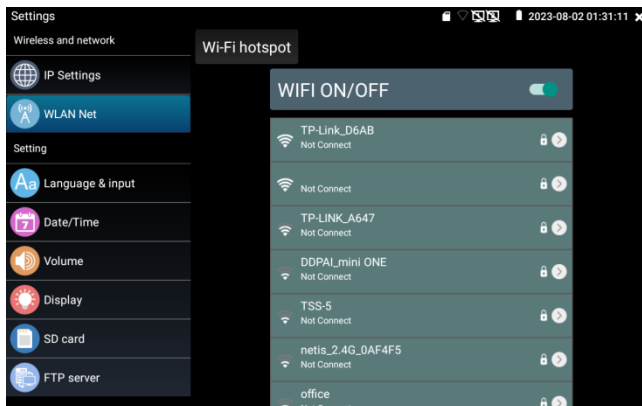 Settings
2023-08-02 01:31:11
Wireless and network
IP Settings
WLAN Net
Setting
Aa Language & input
7 Date/Time
Volume
Display
SD card
FTP server
Wi-Fi hotspot
WIFI ON/OFF
TP-Link_D6AB
Not Connect
Not Connect
TP-LINK_A647
Not Connect
DDPAI_mini ONE
Not Connect
TSS-5
Not Connect
netis_2.4G_0AF4F5
Not Connect
office